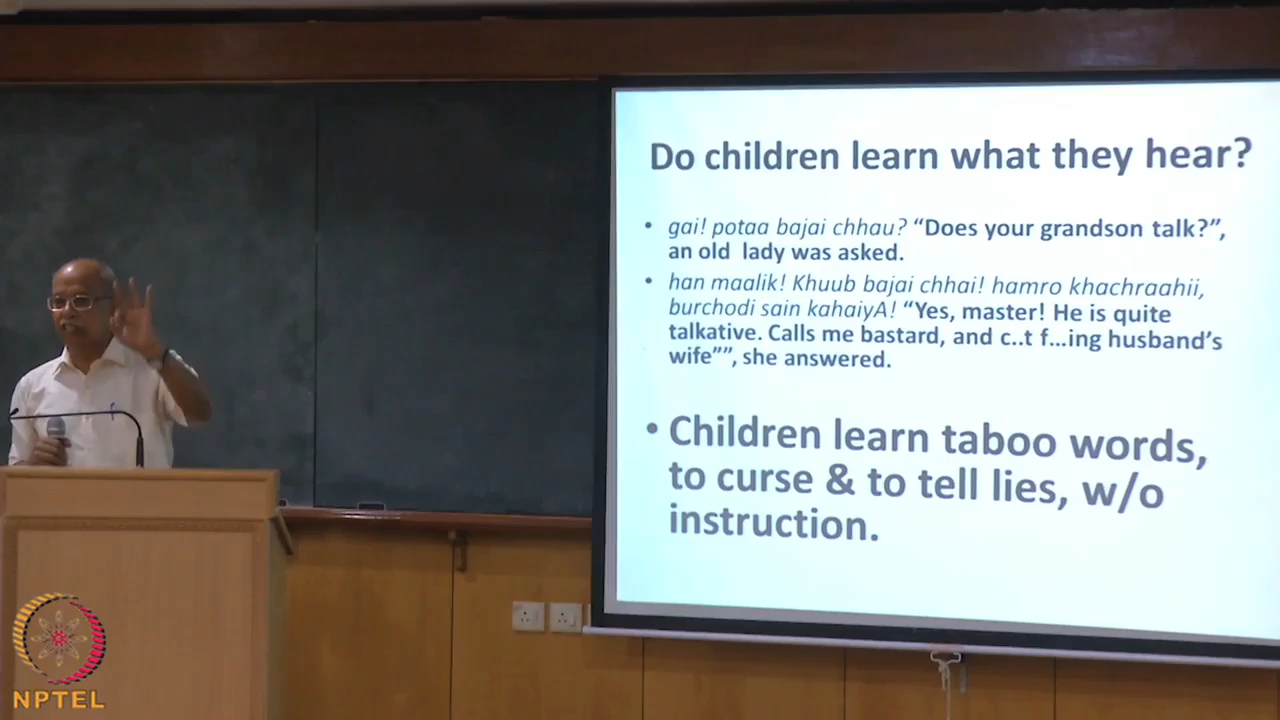 Do children learn what they hear?
• gai! potaa bajai chhau? “Does your grandson talk?”,
an old lady was asked.
• han maalik! Khuub bajai chhai! hamro khachraahii,
burchodi sain kahaiyA! “Yes, master! He is quite
talkative. Calls me bastard, and c..t f...ing husband’s
wife””, she answered.
• Children learn taboo words,
to curse & to tell lies, w/o
instruction.
NPTEL